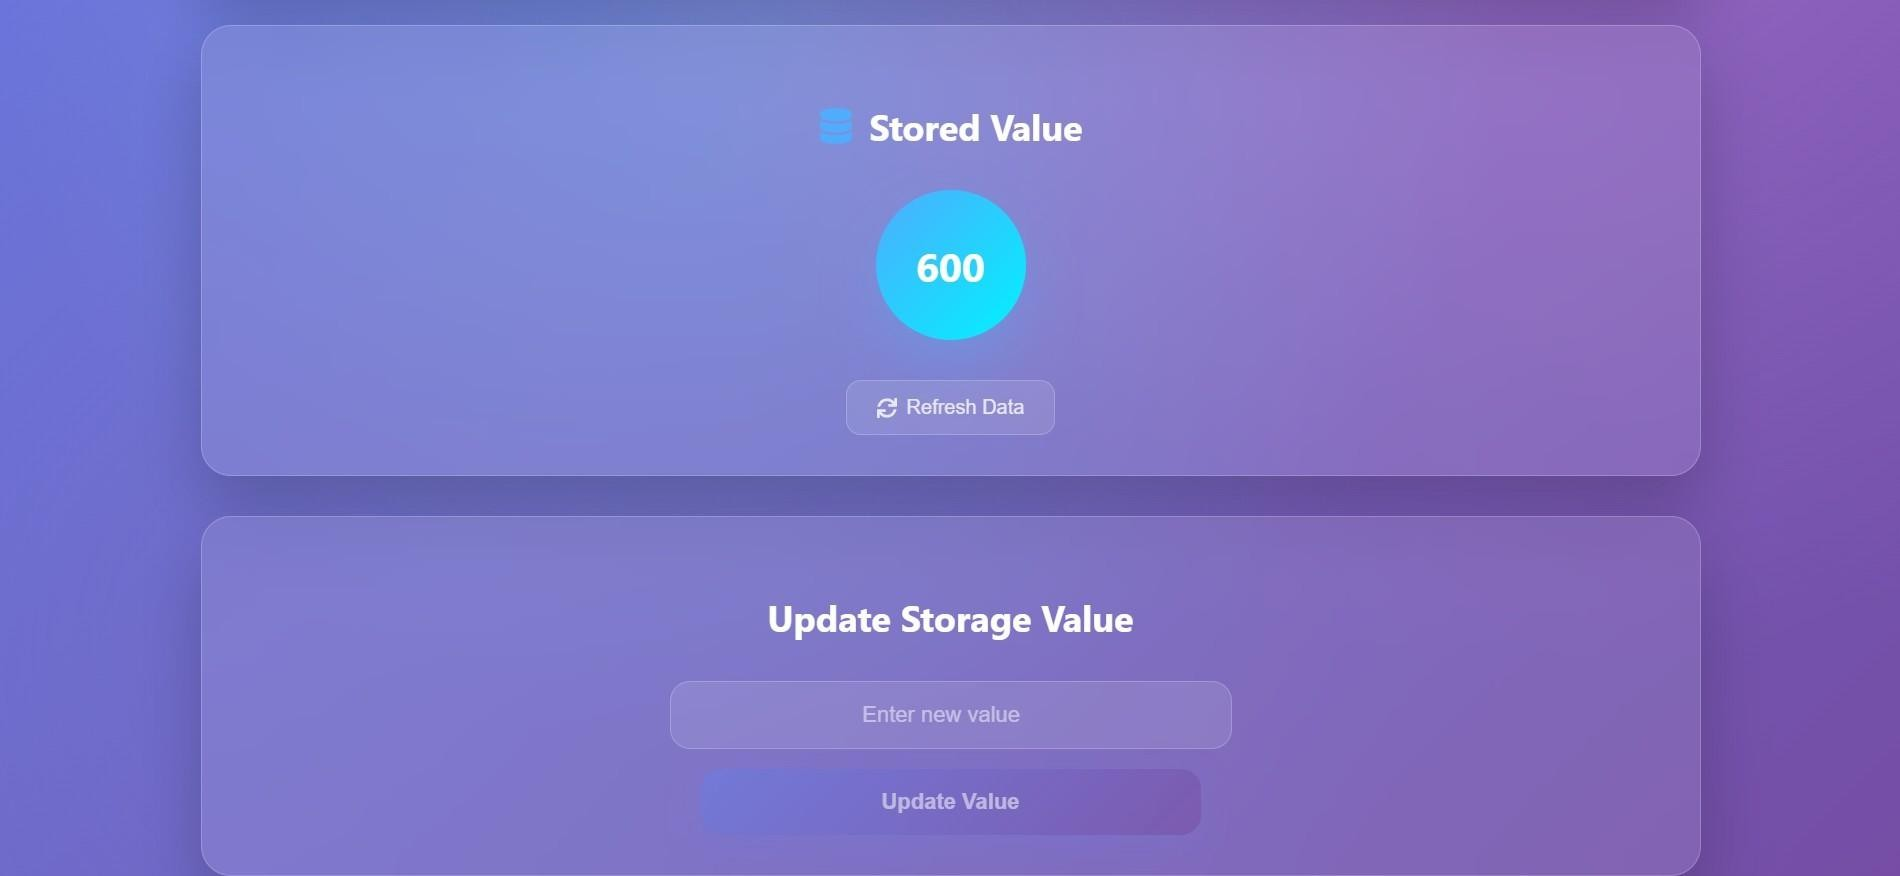 Stored Value
600
Refresh Data
Update Storage Value
Enter new value
Update Value